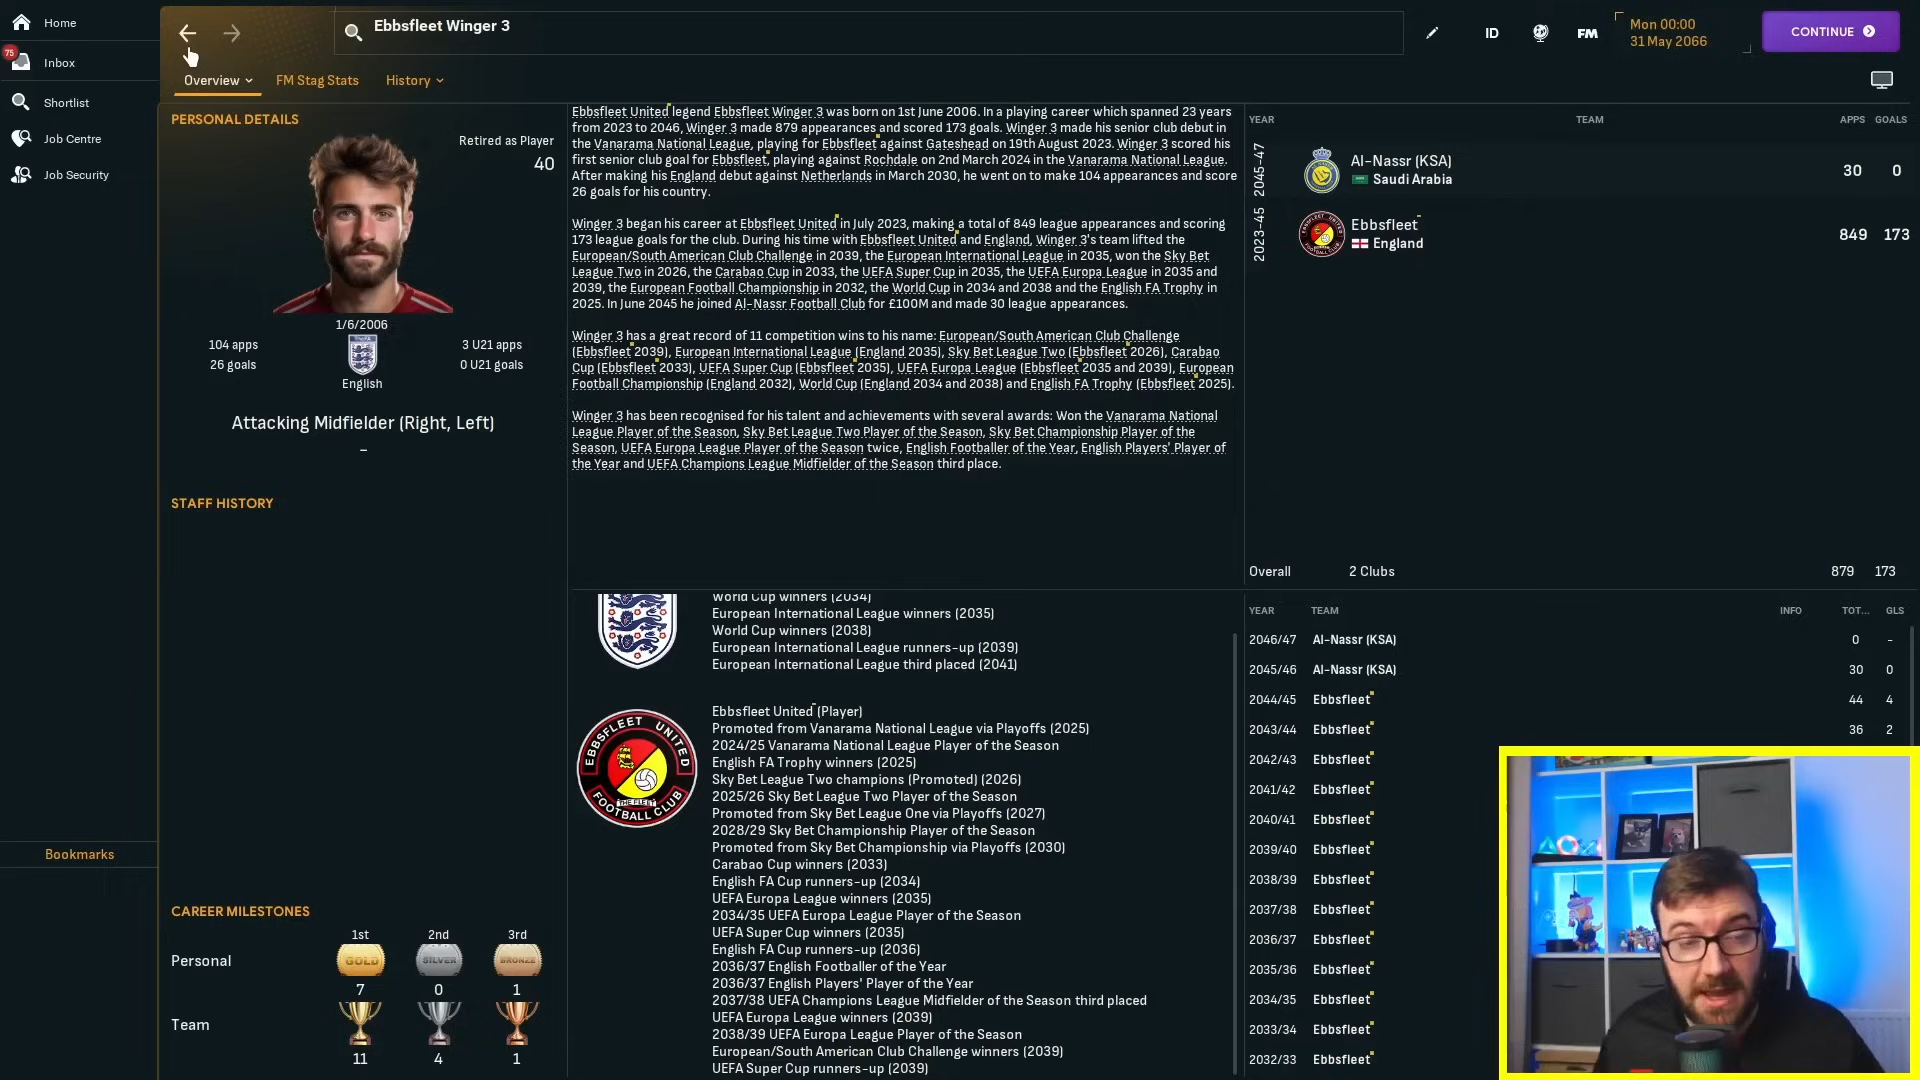 Home
75
Inbox
Shortlist
Job Centre
Job Security
Bookmarks
Ebbsfleet Winger 3
ID
FM
Mon 00:00
31 May 2066
CONTINUE
Overview
FM Stag Stats
History
PERSONAL DETAILS
Retired as Player
40
1/6/2006
104 apps
26 goals
3 U21 apps
0 U21 goals
English
Attacking Midfielder (Right, Left)
-
STAFF HISTORY
CAREER MILESTONES
1st 2nd 3rd
Personal
GOLD SILVER BRONZE
7 0 1
Team
11 4 1
Ebbsfleet United legend Ebbsfleet Winger 3 was born on 1st June 2006. In a playing career which spanned 23 years
from 2023 to 2046, Winger 3 made 879 appearances and scored 173 goals. Winger 3 made his senior club debut in
the Vanarama National League, playing for Ebbsfleet against Gateshead on 19th August 2023. Winger 3 scored his
first senior club goal for Ebbsfleet, playing against Rochdale on 2nd March 2024 in the Vanarama National League.
After making his England debut against Netherlands in March 2030, he went on to make 104 appearances and score
26 goals for his country.
Winger 3 began his career at Ebbsfleet United in July 2023, making a total of 849 league appearances and scoring
173 league goals for the club. During his time with Ebbsfleet United and England, Winger 3's team lifted the
European/South American Club Challenge in 2039, the European International League in 2035, won the Sky Bet
League Two in 2026, the Carabao Cup in 2033, the UEFA Super Cup in 2035, the UEFA Europa League in 2035 and
2039, the European Football Championship in 2032, the World Cup in 2034 and 2038 and the English FA Trophy in
2025. In June 2045 he joined Al-Nassr Football Club for £100M and made 30 league appearances.
Winger 3 has a great record of 11 competition wins to his name: European/South American Club Challenge
(Ebbsfleet 2039), European International League (England 2035), Sky Bet League Two (Ebbsfleet 2026), Carabao
Cup (Ebbsfleet 2033), UEFA Super Cup (Ebbsfleet 2035), UEFA Europa League (Ebbsfleet 2035 and 2039), European
Football Championship (England 2032), World Cup (England 2034 and 2038) and English FA Trophy (Ebbsfleet 2025).
Winger 3 has been recognised for his talent and achievements with several awards: Won the Vanarama National
League Player of the Season, Sky Bet League Two Player of the Season, Sky Bet Championship Player of the
Season, UEFA Europa League Player of the Season twice, English Footballer of the Year, English Players' Player of
the Year and UEFA Champions League Midfielder of the Season third place.
World Cup winners (2034)
European International League winners (2035)
World Cup winners (2038)
European International League runners-up (2039)
European International League third placed (2041)
EBBSFLEET UNITED
THE FLEET
FOOTBALL CLUB
Ebbsfleet United (Player)
Promoted from Vanarama National League via Playoffs (2025)
2024/25 Vanarama National League Player of the Season
English FA Trophy winners (2025)
Sky Bet League Two champions (Promoted) (2026)
2025/26 Sky Bet League Two Player of the Season
Promoted from Sky Bet League One via Playoffs (2027)
2028/29 Sky Bet Championship Player of the Season
Promoted from Sky Bet Championship via Playoffs (2030)
Carabao Cup winners (2033)
English FA Cup runners-up (2034)
UEFA Europa League winners (2035)
2034/35 UEFA Europa League Player of the Season
UEFA Super Cup winners (2035)
English FA Cup runners-up (2036)
2036/37 English Footballer of the Year
2036/37 English Players' Player of the Year
2037/38 UEFA Champions League Midfielder of the Season third placed
UEFA Europa League winners (2039)
2038/39 UEFA Europa League Player of the Season
European/South American Club Challenge winners (2039)
UEFA Super Cup runners-up (2039)
YEAR TEAM APPS GOALS
2045-47 Al-Nassr (KSA) 30 0
Saudi Arabia
2023-45 Ebbsfleet 849 173
England
Overall 2 Clubs 879 173
YEAR TEAM INFO TOT... GLS
2046/47 Al-Nassr (KSA) 0 -
2045/46 Al-Nassr (KSA) 30 0
2044/45 Ebbsfleet 44 4
2043/44 Ebbsfleet 36 2
2042/43 Ebbsfleet
2041/42 Ebbsfleet
2040/41 Ebbsfleet
2039/40 Ebbsfleet
2038/39 Ebbsfleet
2037/38 Ebbsfleet
2036/37 Ebbsfleet
2035/36 Ebbsfleet
2034/35 Ebbsfleet
2033/34 Ebbsfleet
2032/33 Ebbsfleet